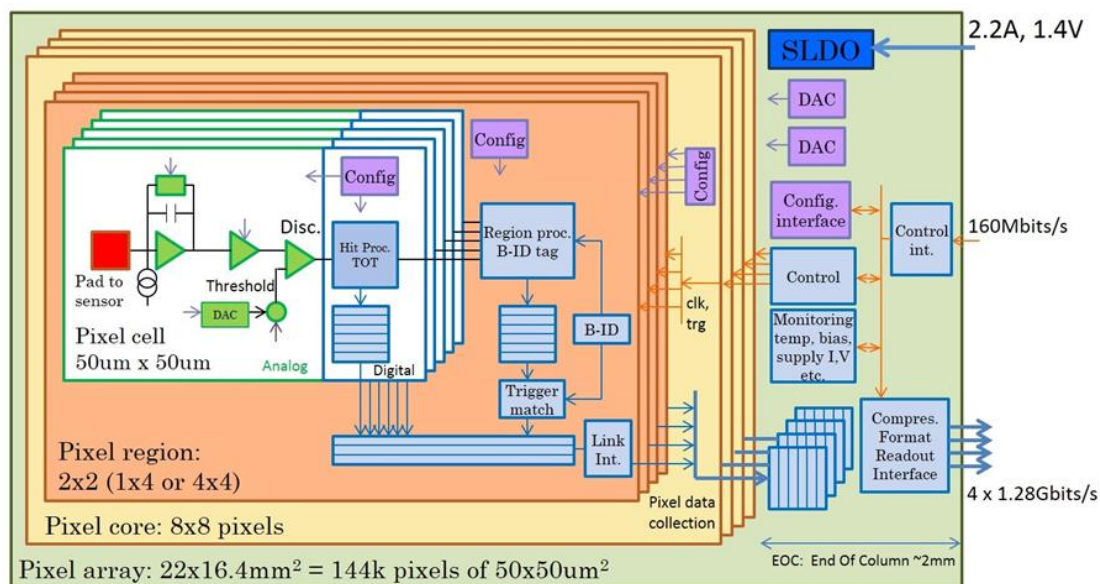 2.2A, 1.4V
SLDO
DAC
DAC
Config
Config
Config
Config.
interface
Control
int.
160Mbits/s
Disc.
Hit Proc.
TOT
Region proc.
B-ID tag
Pad to
sensor
Threshold
DAC
Pixel cell
50um x 50um
Analog
Digital
B-ID
clk,
trg
Control
Monitoring
temp, bias,
supply I,V
etc.
Trigger
match
Link
Int.
Compres.
Format
Readout
Interface
4 x 1.28Gbits/s
Pixel region:
2x2 (1x4 or 4x4)
Pixel data
collection
Pixel core: 8x8 pixels
EOC: End Of Column ~2mm
Pixel array: 22x16.4mm² = 144k pixels of 50x50um²